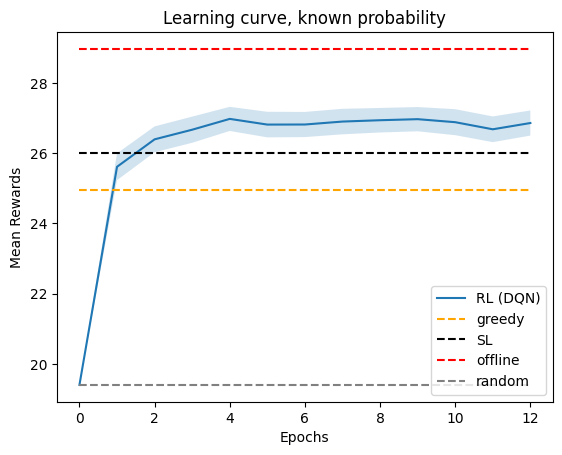 Learning curve, known probability
Mean Rewards
28
26
24
22
20
0 2 4 6 8 10 12
Epochs
RL (DQN)
greedy
SL
offline
random